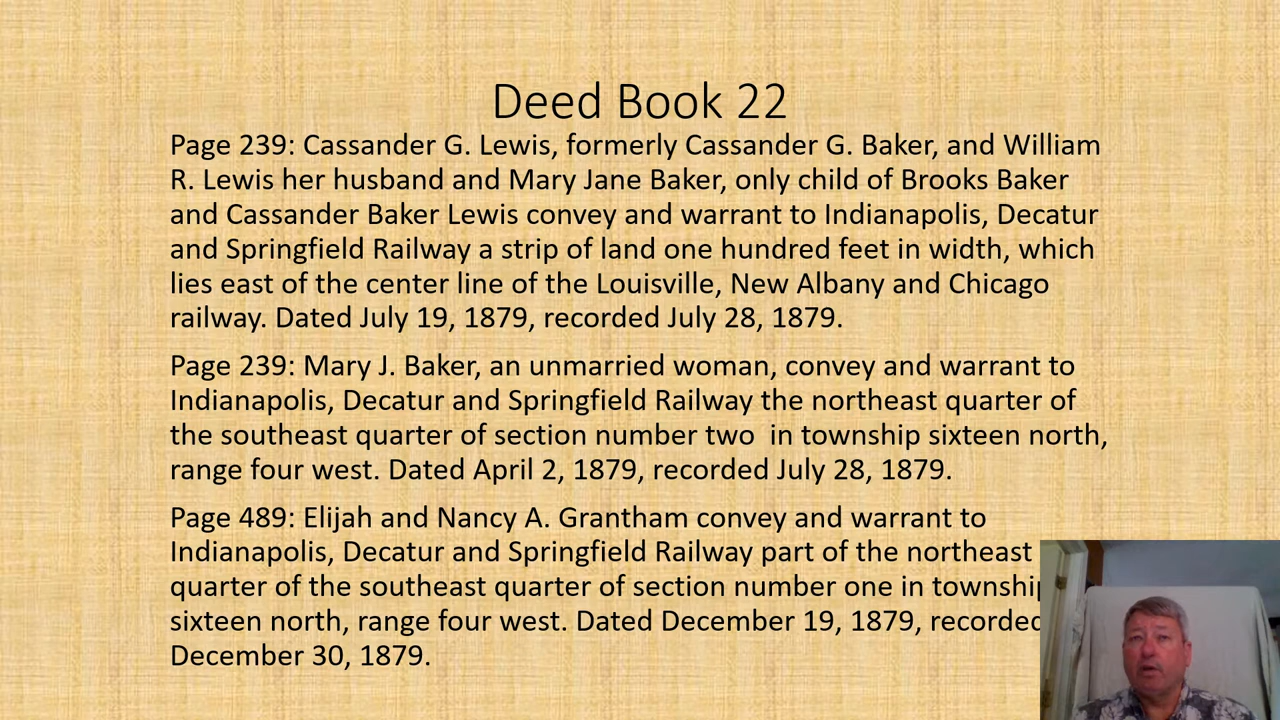 Deed Book 22
Page 239: Cassander G. Lewis, formerly Cassander G. Baker, and William
R. Lewis her husband and Mary Jane Baker, only child of Brooks Baker
and Cassander Baker Lewis convey and warrant to Indianapolis, Decatur
and Springfield Railway a strip of land one hundred feet in width, which
lies east of the center line of the Louisville, New Albany and Chicago
railway. Dated July 19, 1879, recorded July 28, 1879.
Page 239: Mary J. Baker, an unmarried woman, convey and warrant to
Indianapolis, Decatur and Springfield Railway the northeast quarter of
the southeast quarter of section number two  in township sixteen north,
range four west. Dated April 2, 1879, recorded July 28, 1879.
Page 489: Elijah and Nancy A. Grantham convey and warrant to
Indianapolis, Decatur and Springfield Railway part of the northeast
quarter of the southeast quarter of section number one in township
sixteen north, range four west. Dated December 19, 1879, recorded
December 30, 1879.